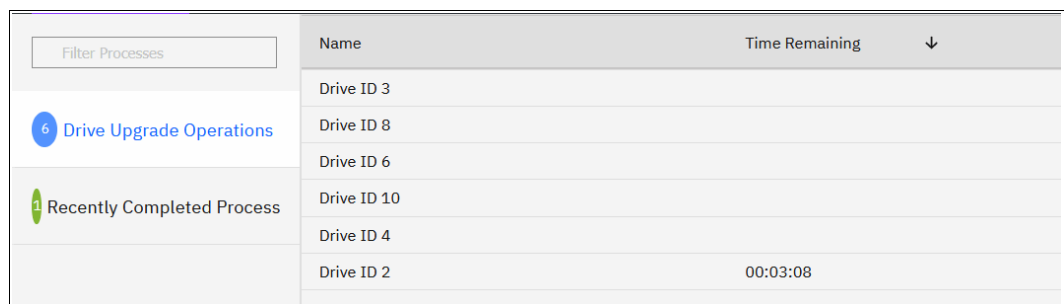 Filter Processes
6 Drive Upgrade Operations
1 Recently Completed Process
Name Time Remaining ↓
Drive ID 3
Drive ID 8
Drive ID 6
Drive ID 10
Drive ID 4
Drive ID 2 00:03:08